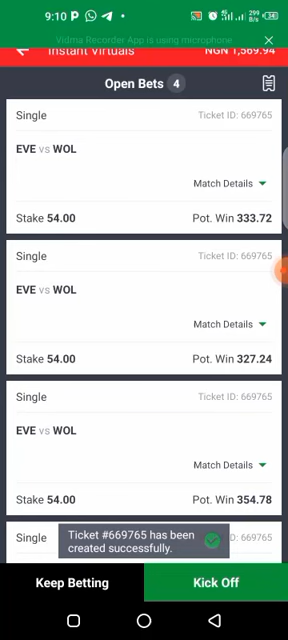 9:10
299
B/s
34
Vidma Recorder App is using microphone
Instant Virtuals NGN 1,569.94
Open Bets 4
Single Ticket ID: 669765
EVE vs WOL
Match Details
Stake 54.00 Pot. Win 333.72
Single Ticket ID: 669765
EVE vs WOL
Match Details
Stake 54.00 Pot. Win 327.24
Single Ticket ID: 669765
EVE vs WOL
Match Details
Stake 54.00 Pot. Win 354.78
Single 669765
Ticket #669765 has been
created successfully.
Keep Betting Kick Off